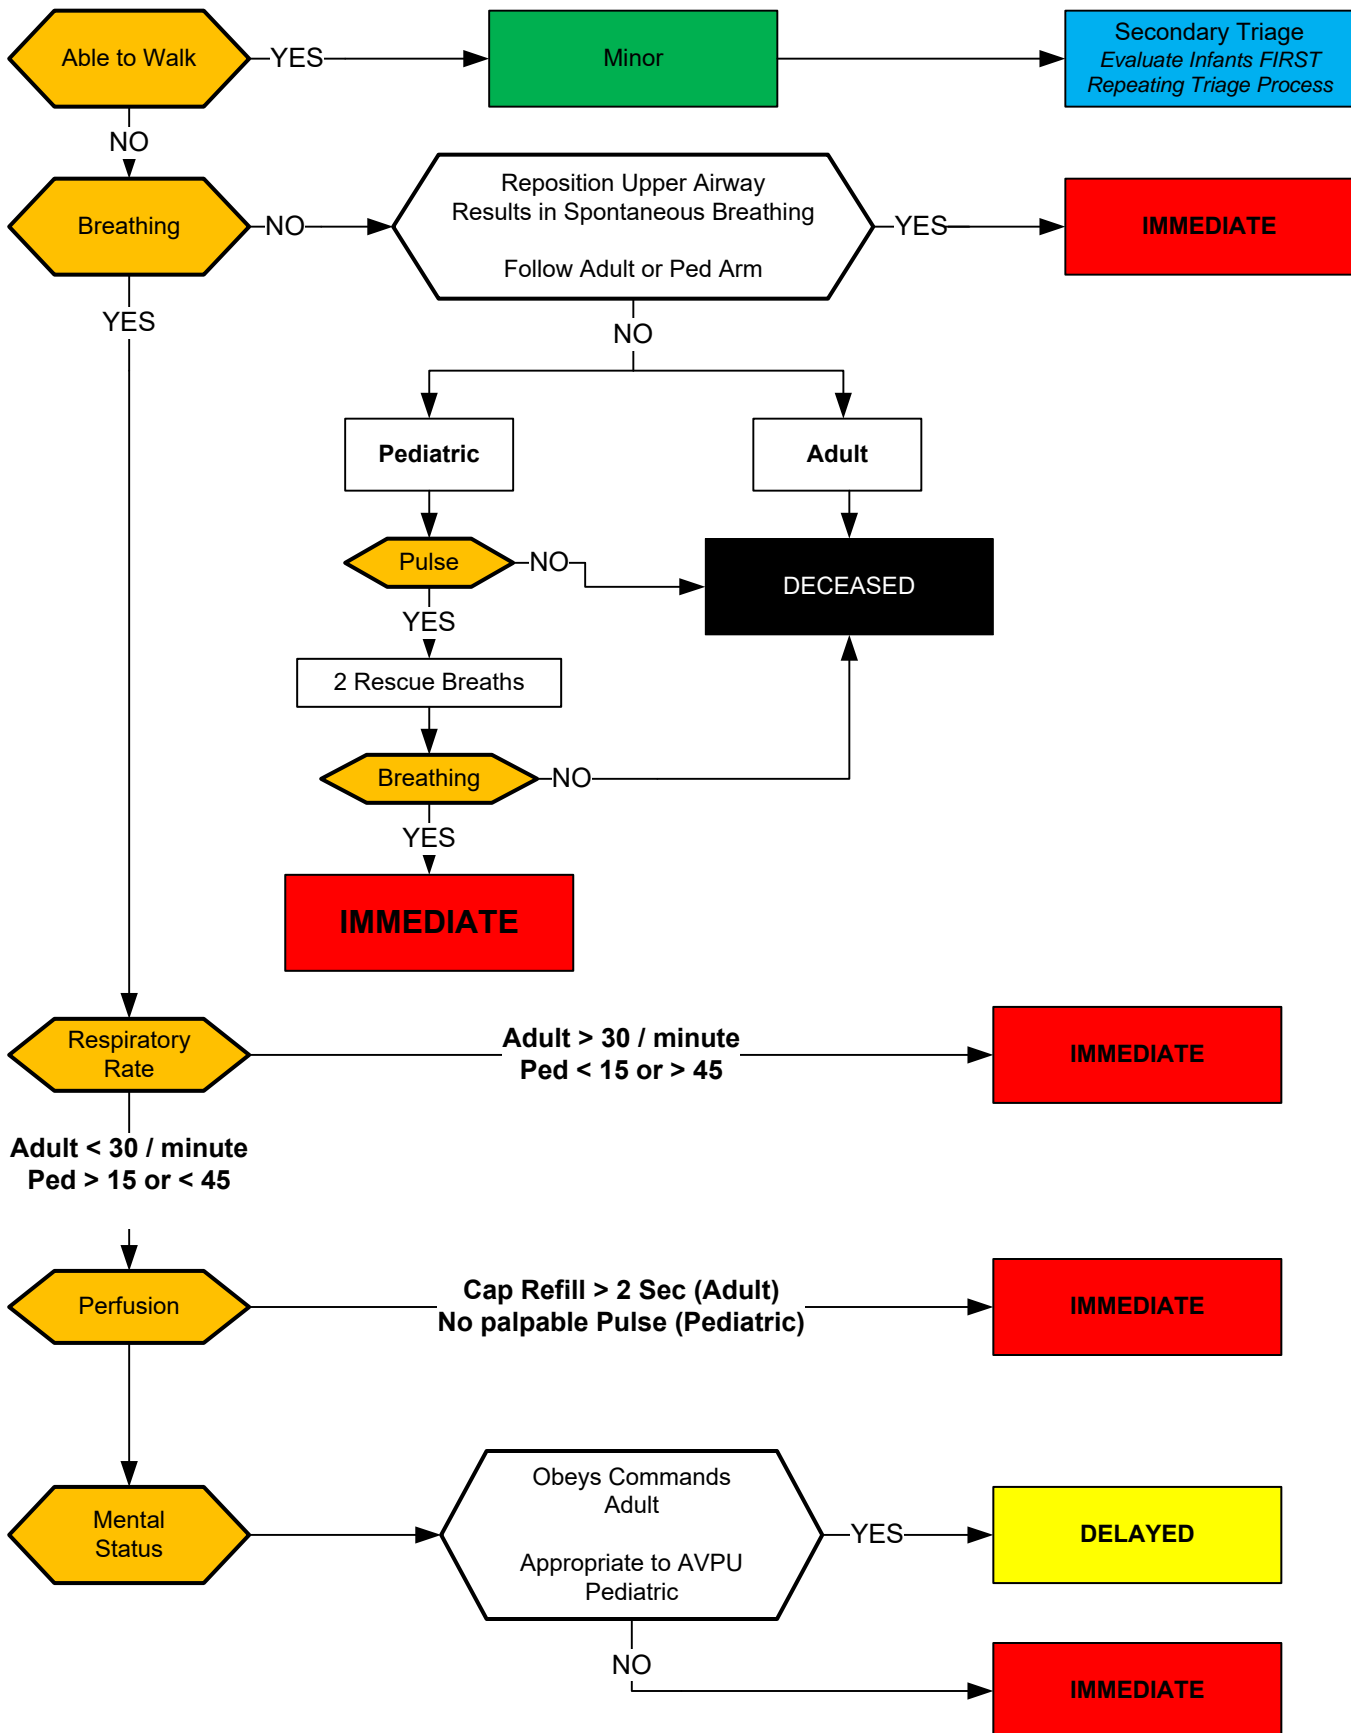 Able to Walk
YES
Minor
Secondary Triage
Evaluate Infants FIRST
Repeating Triage Process
NO
Breathing
NO
Reposition Upper Airway
Results in Spontaneous Breathing
Follow Adult or Ped Arm
YES
IMMEDIATE
YES
NO
Pediatric
Adult
Pulse
NO
DECEASED
YES
2 Rescue Breaths
Breathing
NO
YES
IMMEDIATE
Respiratory
Rate
Adult > 30 / minute
Ped < 15 or > 45
IMMEDIATE
Adult < 30 / minute
Ped > 15 or < 45
Perfusion
Cap Refill > 2 Sec (Adult)
No palpable Pulse (Pediatric)
IMMEDIATE
Mental
Status
Obeys Commands
Adult
Appropriate to AVPU
Pediatric
YES
DELAYED
NO
IMMEDIATE